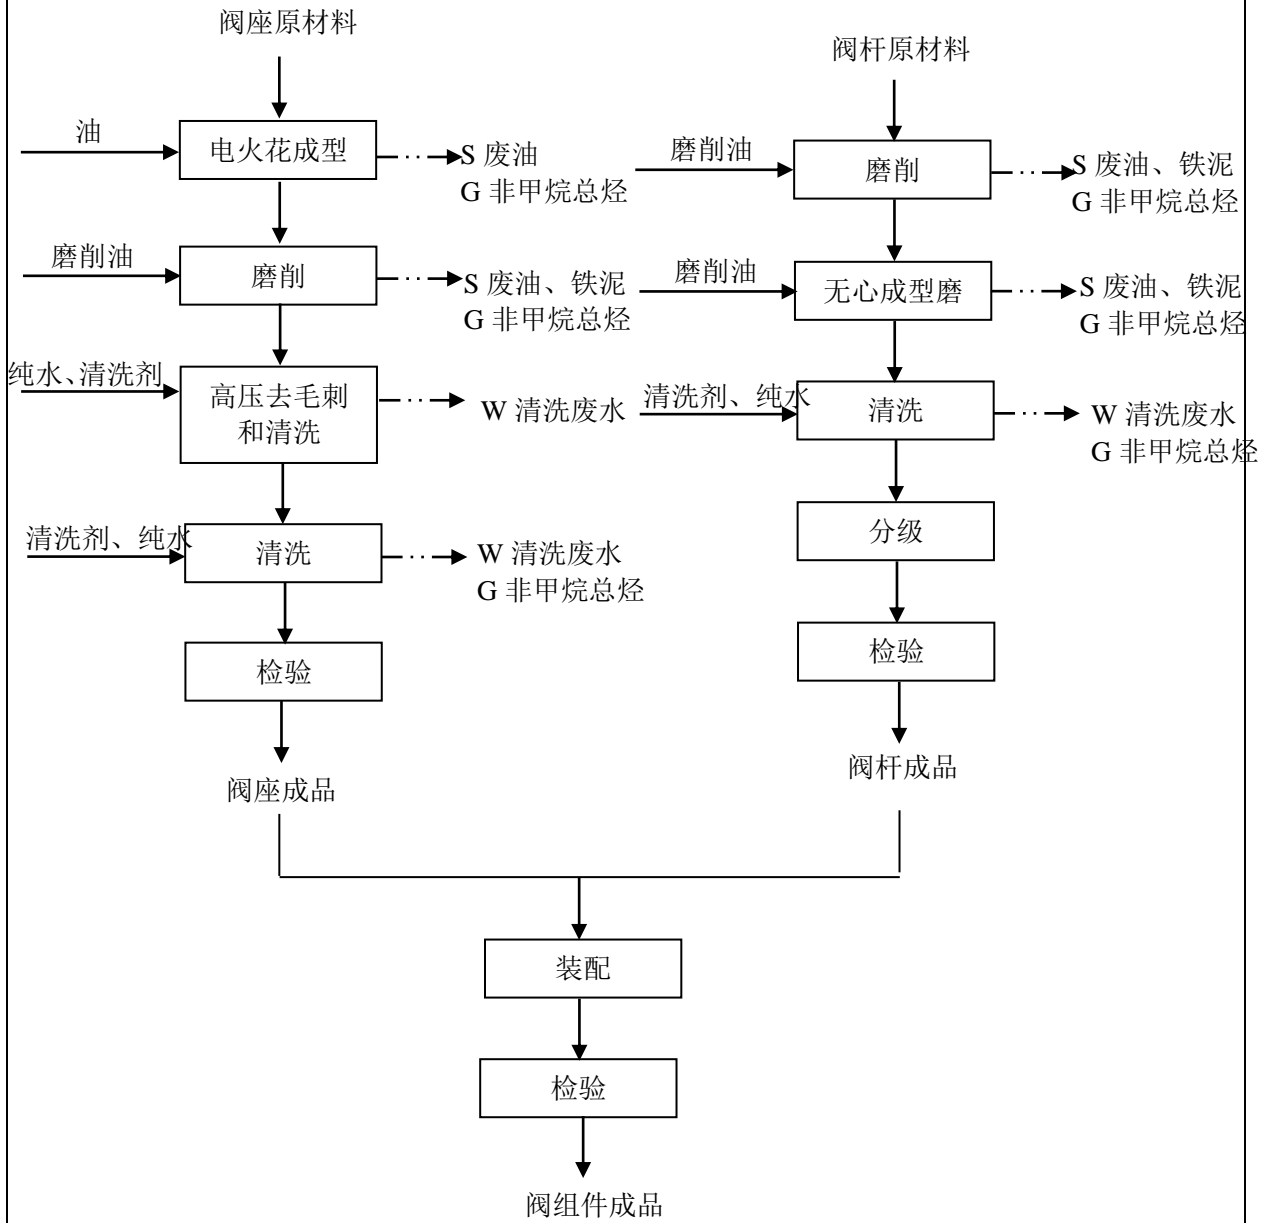 阀座原材料
阀杆原材料
油
电火花成型
S 废油
G 非甲烷总烃
磨削油
磨削
S 废油、铁泥
G 非甲烷总烃
磨削油
磨削
S 废油、铁泥
G 非甲烷总烃
磨削油
无心成型磨
S 废油、铁泥
G 非甲烷总烃
纯水、清洗剂
高压去毛刺
和清洗
W 清洗废水
清洗剂、纯水
清洗
W 清洗废水
G 非甲烷总烃
清洗剂、纯水
清洗
W 清洗废水
G 非甲烷总烃
分级
检验
检验
阀座成品
阀杆成品
装配
检验
阀组件成品